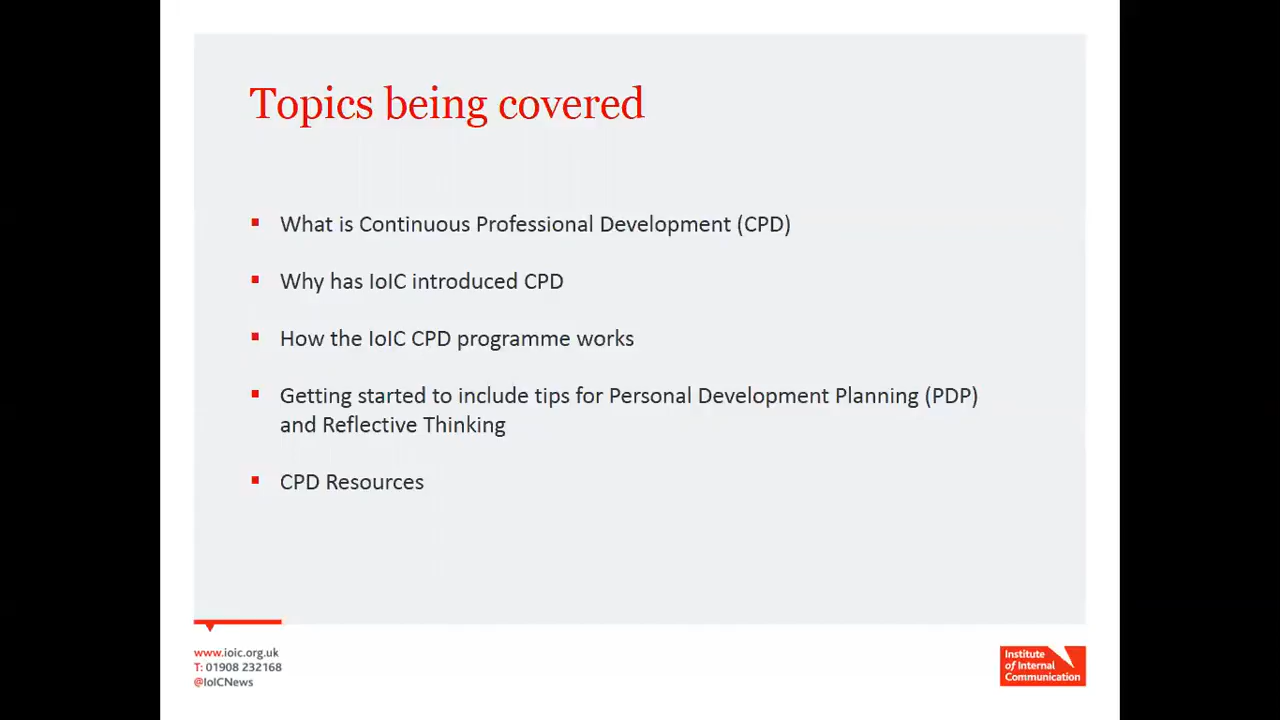 Topics being covered
What is Continuous Professional Development (CPD)
Why has IoIC introduced CPD
How the IoIC CPD programme works
Getting started to include tips for Personal Development Planning (PDP)
and Reflective Thinking
CPD Resources
www.ioic.org.uk
T: 01908 232168
@IoICNews
Institute
of Internal
Communication